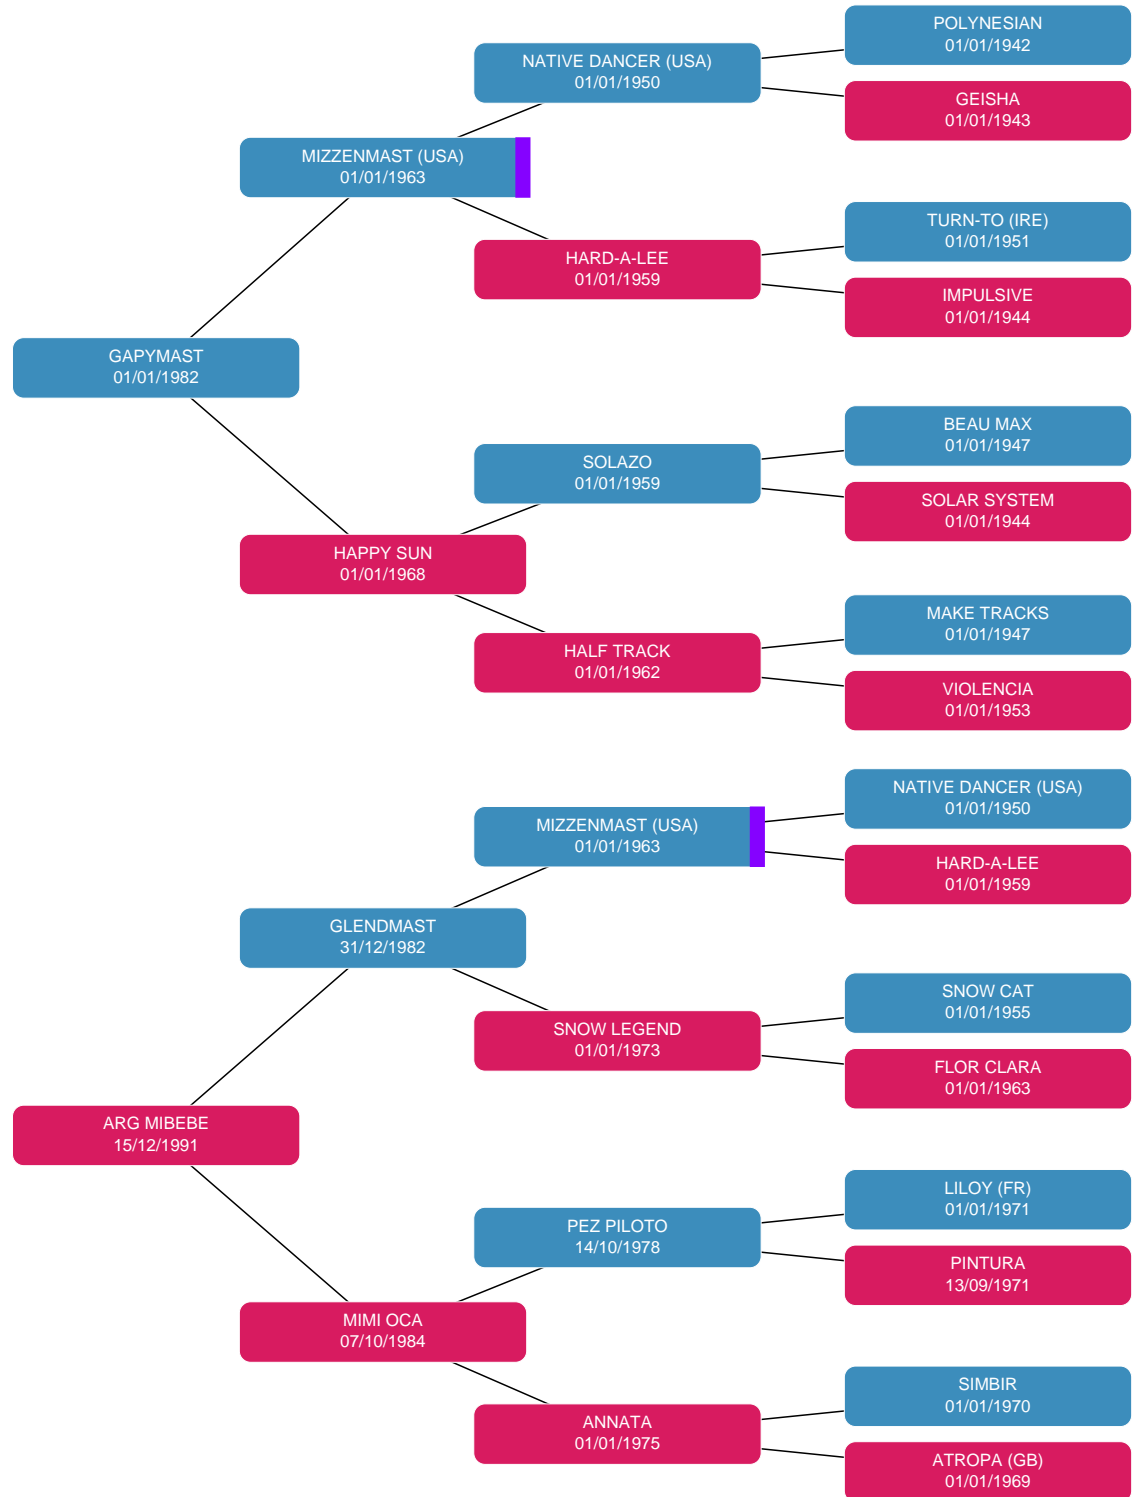 POLYNESIAN
01/01/1942
NATIVE DANCER (USA)
01/01/1950
GEISHA
01/01/1943
MIZZENMAST (USA)
01/01/1963
TURN-TO (IRE)
01/01/1951
HARD-A-LEE
01/01/1959
IMPULSIVE
01/01/1944
GAPYMAST
01/01/1982
BEAU MAX
01/01/1947
SOLAZO
01/01/1959
SOLAR SYSTEM
01/01/1944
HAPPY SUN
01/01/1968
MAKE TRACKS
01/01/1947
HALF TRACK
01/01/1962
VIOLENCIA
01/01/1953
NATIVE DANCER (USA)
01/01/1950
MIZZENMAST (USA)
01/01/1963
HARD-A-LEE
01/01/1959
GLENDMAST
31/12/1982
SNOW CAT
01/01/1955
SNOW LEGEND
01/01/1973
FLOR CLARA
01/01/1963
ARG MIBEBE
15/12/1991
LILOY (FR)
01/01/1971
PEZ PILOTO
14/10/1978
PINTURA
13/09/1971
MIMI OCA
07/10/1984
SIMBIR
01/01/1970
ANNATA
01/01/1975
ATROPA (GB)
01/01/1969